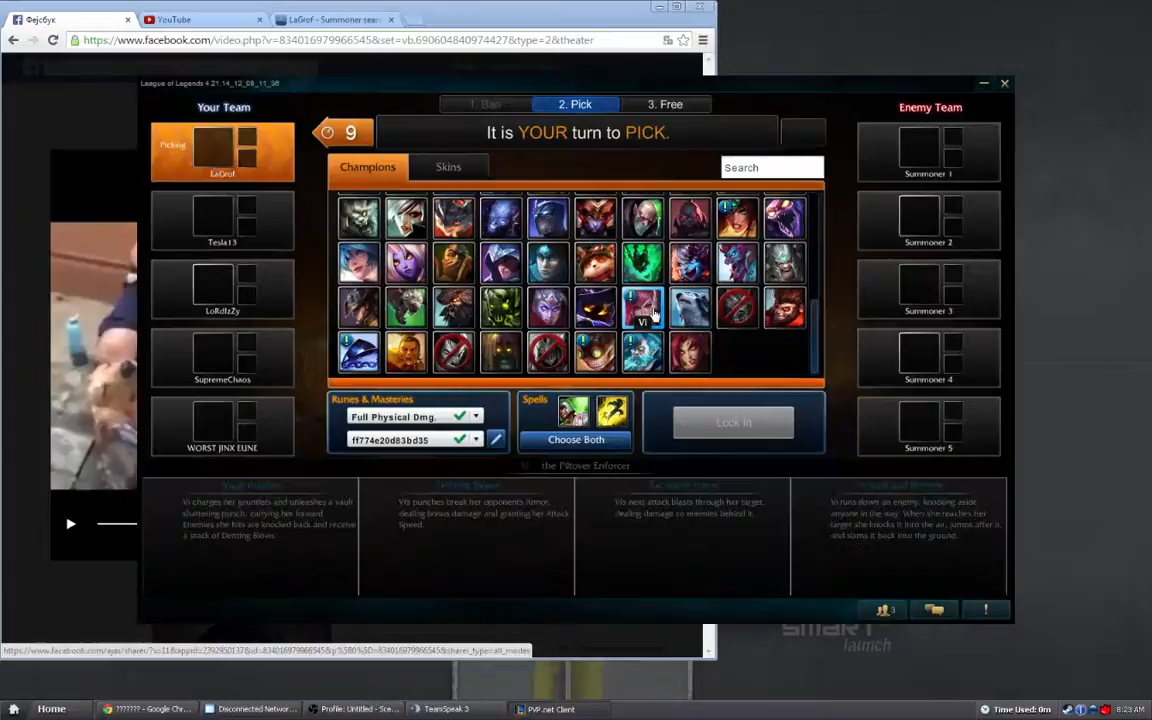 Фејсбук
YouTube
LaGrof - Summoner sear
https://www.facebook.com/video.php?v=834016979966545&set=vb.690604840974427&type=2&theater
League of Legends 4.21.14_12_08_11_36
Your Team
1. Ban
2. Pick
3. Free
Enemy Team
Picking
9
It is YOUR turn to PICK.
LaGrof
Champions
Skins
Search
Summoner 1
Tesla13
Summoner 2
LoRdIzZy
Vi
Summoner 3
SupremeChaos
Summoner 4
Runes & Masteries
Spells
Full Physical Dmg.
Lock In
ff774e20d83bd35
Choose Both
WORST JINX EUNE
Summoner 5
the Piltover Enforcer
Vi charges her gauntlets and unleashes a vault
shattering punch, carrying her forward.
Enemies she hits are knocked back and receive
a stack of Denting Blows.
Vi's punches break her opponent's Armor,
dealing bonus damage and granting her Attack
Speed.
Vi's next attack blasts through her target,
dealing damage to enemies behind it.
Vi runs down an enemy, knocking aside
anyone in the way. When she reaches her
target she knocks it into the air, jumps after it,
and slams it back into the ground.
3
smart
launch
Home
??????? - Google Chr...
Disconnected Networ...
Profile: Untitled - Sce...
TeamSpeak 3
PVP.net Client
Time Used: 0m
8:23 AM